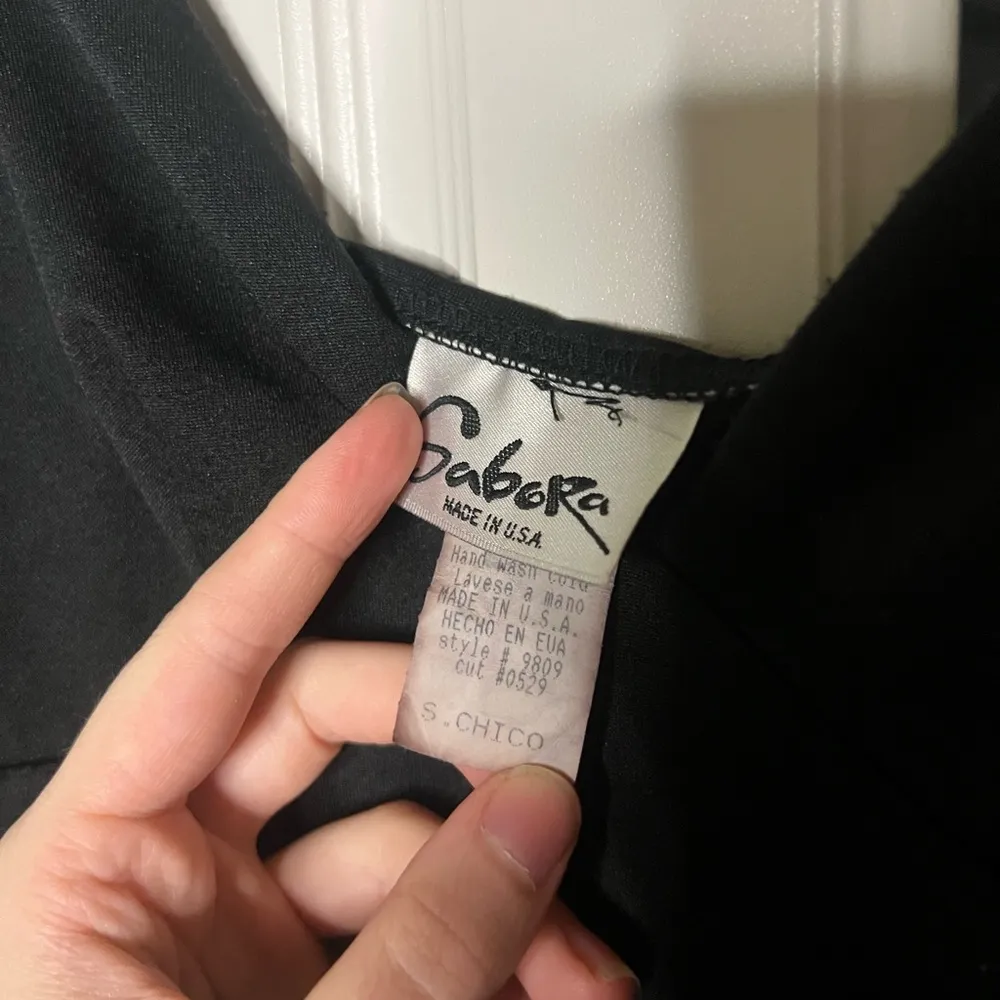 SaboRa
MADE IN U.S.A.
Hand wash cold
Lavese a mano
MADE IN U.S.A.
HECHO EN EUA
style # 9809
cut #0529
S.CHICO